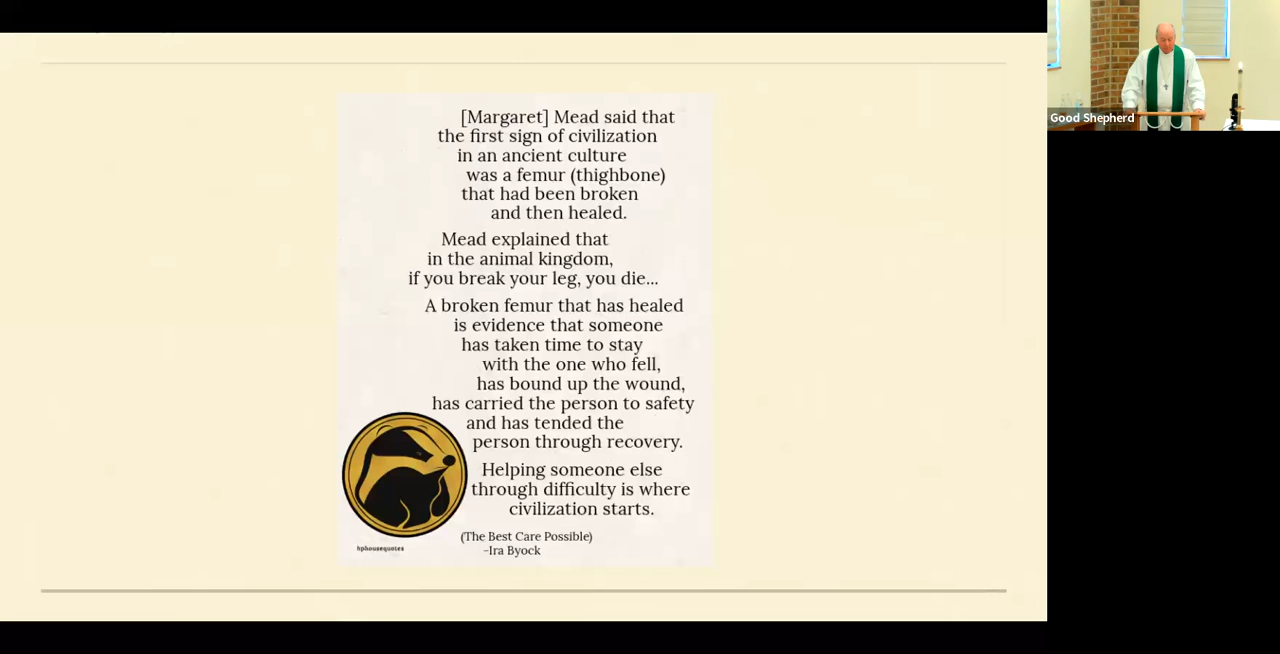 [Margaret] Mead said that
the first sign of civilization
in an ancient culture
was a femur (thighbone)
that had been broken
and then healed.
Mead explained that
in the animal kingdom,
if you break your leg, you die...
A broken femur that has healed
is evidence that someone
has taken time to stay
with the one who fell,
has bound up the wound,
has carried the person to safety
and has tended the
person through recovery.
Helping someone else
through difficulty is where
civilization starts.
(The Best Care Possible)
-Ira Byock
hphousequotes
Good Shepherd